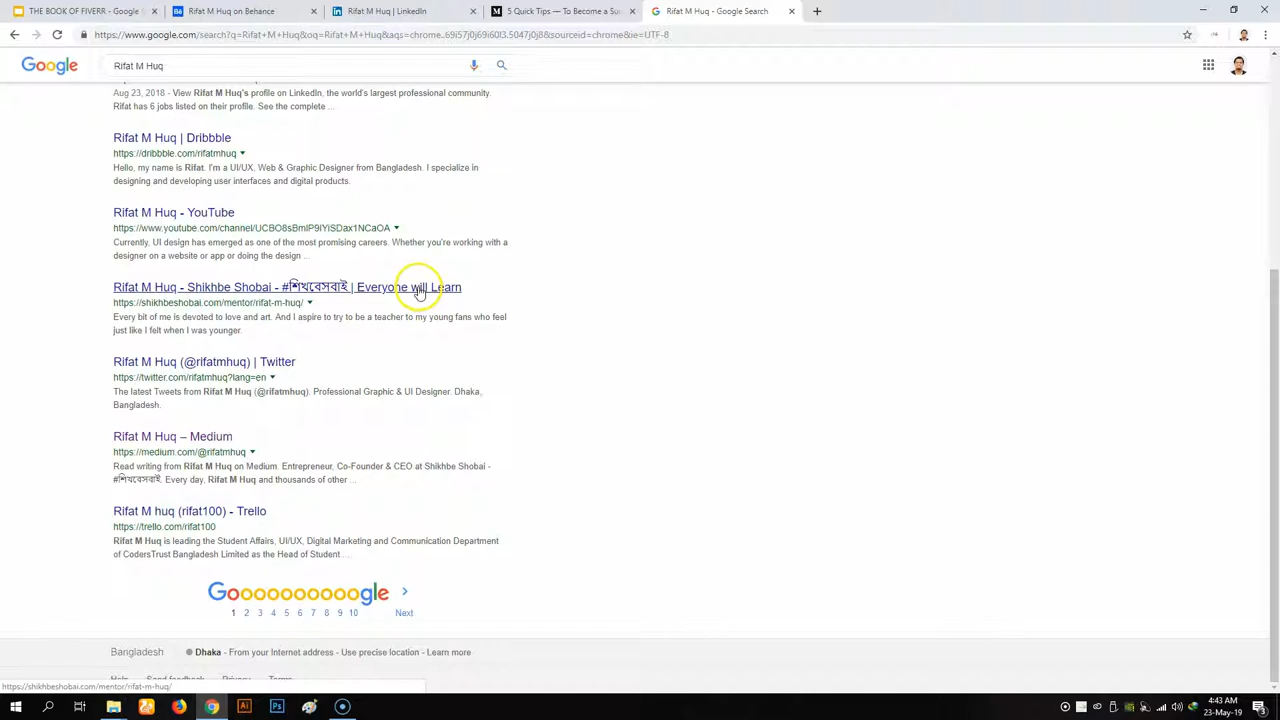 THE BOOK OF FIVERR - Google
Rifat M Huq on Behance
Rifat M Huq | LinkedIn
5 Quick Tips — To Become a Suc
Rifat M Huq - Google Search
https://www.google.com/search?q=Rifat+M+Huq&oq=Rifat+M+Huq&aqs=chrome..69i57j0j69i60l3.5047j0j8&sourceid=chrome&ie=UTF-8
Google
Rifat M Huq
Aug 23, 2018 - View Rifat M Huq's profile on LinkedIn, the world's largest professional community.
Rifat has 6 jobs listed on their profile. See the complete ...
Rifat M Huq | Dribbble
https://dribbble.com/rifatmhuq
Hello, my name is Rifat. I'm a UI/UX, Web & Graphic Designer from Bangladesh. I specialize in
designing and developing user interfaces and digital products.
Rifat M Huq - YouTube
https://www.youtube.com/channel/UCBO8sBmlP9IYiSDax1NCaOA
Currently, UI design has emerged as one of the most promising careers. Whether you're working with a
designer on a website or app or doing the design ...
Rifat M Huq - Shikhbe Shobai - #শিখবেসবাই | Everyone will Learn
https://shikhbeshobai.com/mentor/rifat-m-huq/
Every bit of me is devoted to love and art. And I aspire to try to be a teacher to my young fans who feel
just like I felt when I was younger.
Rifat M Huq (@rifatmhuq) | Twitter
https://twitter.com/rifatmhuq?lang=en
The latest Tweets from Rifat M Huq (@rifatmhuq). Professional Graphic & UI Designer. Dhaka,
Bangladesh.
Rifat M Huq – Medium
https://medium.com/@rifatmhuq
Read writing from Rifat M Huq on Medium. Entrepreneur, Co-Founder & CEO at Shikhbe Shobai -
#শিখবেসবাই. Every day, Rifat M Huq and thousands of other ...
Rifat M huq (rifat100) - Trello
https://trello.com/rifat100
Rifat M Huq is leading the Student Affairs, UI/UX, Digital Marketing and Communication Department
of CodersTrust Bangladesh Limited as the Head of Student ...
Goooooooooogle
1 2 3 4 5 6 7 8 9 10 Next
Bangladesh Dhaka - From your Internet address - Use precise location - Learn more
Help Send feedback Privacy Terms
https://shikhbeshobai.com/mentor/rifat-m-huq/
Ai
Ps
4:43 AM
23-May-19